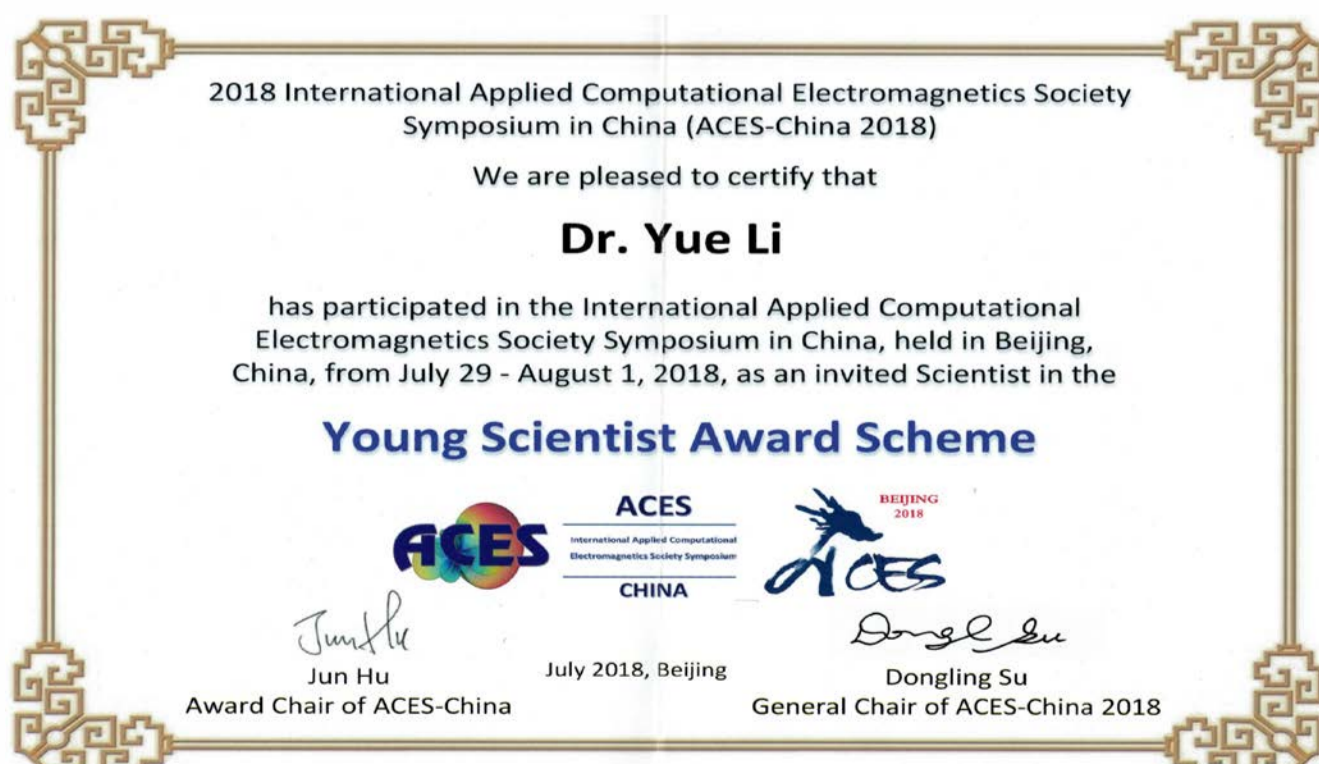 2018 International Applied Computational Electromagnetics Society
Symposium in China (ACES-China 2018)
We are pleased to certify that
Dr. Yue Li
has participated in the International Applied Computational
Electromagnetics Society Symposium in China, held in Beijing,
China, from July 29 - August 1, 2018, as an invited Scientist in the
Young Scientist Award Scheme
ACES
ACES
International Applied Computational
Electromagnetics Society Symposium
CHINA
BEIJING
2018
ACES
Jun Hu
Dongl Su
Jun Hu
Award Chair of ACES-China
July 2018, Beijing
Dongling Su
General Chair of ACES-China 2018